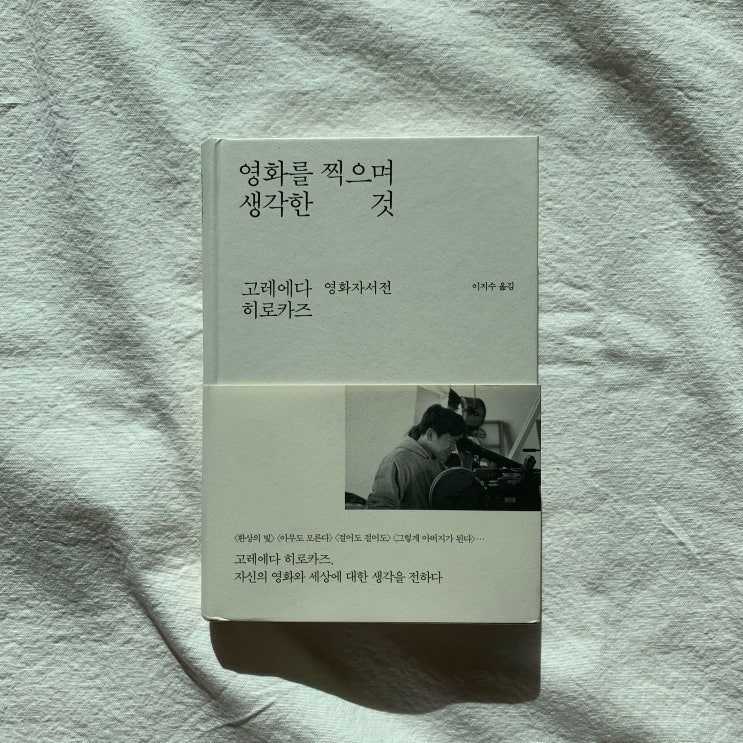 영화를 찍으며
생각한 것
고레에다 영화자서전
히로카즈
이지수 옮김
<환상의 빛> <아무도 모른다> <걸어도 걸어도> <그렇게 아버지가 된다>…
고레에다 히로카즈,
자신의 영화와 세상에 대한 생각을 전하다